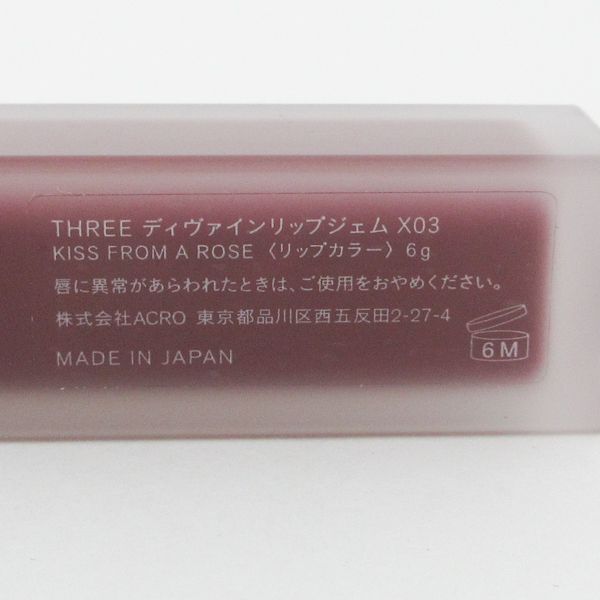 THREE ディヴァインリップジェム X03
KISS FROM A ROSE 〈リップカラー〉 6g
唇に異常があらわれたときは、ご使用をおやめください。
株式会社ACRO 東京都品川区西五反田2-27-4
MADE IN JAPAN
6M